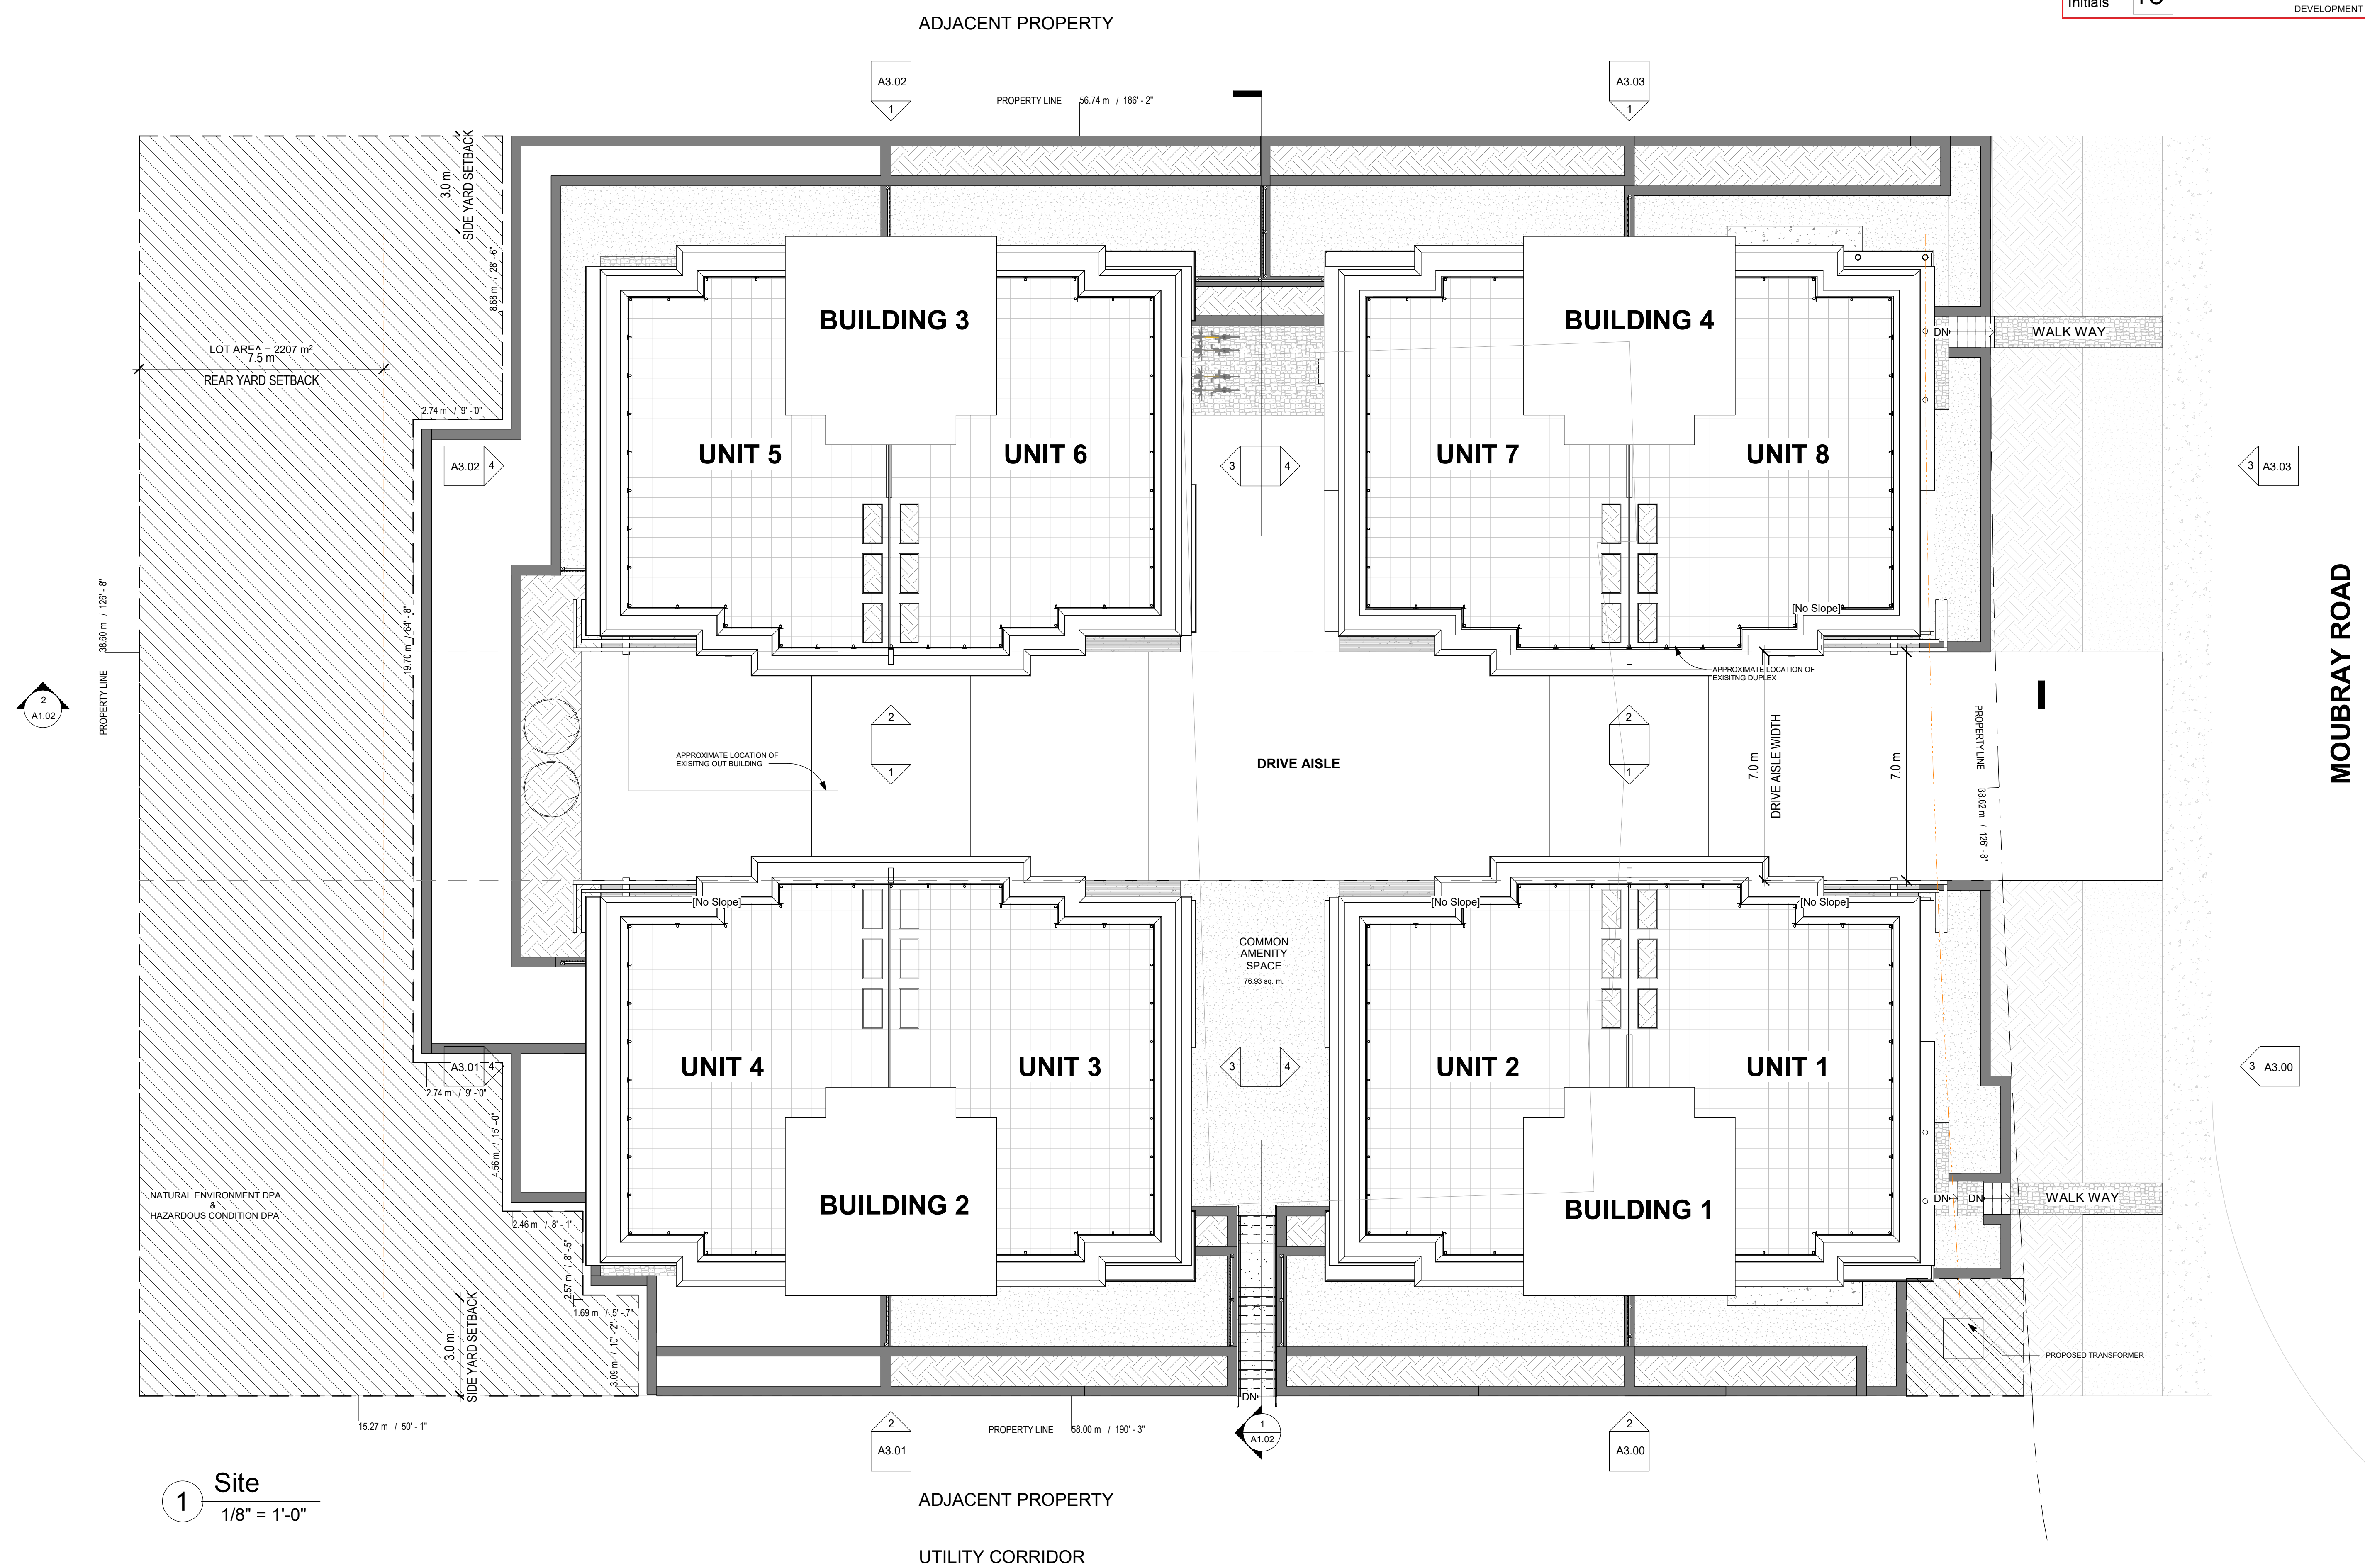 Initials
DEVELOPMENT
ADJACENT PROPERTY
A3.02
1
A3.03
1
PROPERTY LINE 56.74 m / 186' - 2"
3.0 m
SIDE YARD SETBACK
8.68 m / 28' - 6"
LOT AREA = 2207 m²
7.5 m
REAR YARD SETBACK
2.74 m / 9' - 0"
A3.02 4
BUILDING 3
UNIT 5
UNIT 6
BUILDING 4
UNIT 7
UNIT 8
3
4
DN
WALK WAY
3 A3.03
MOUBRAY ROAD
[No Slope]
APPROXIMATE LOCATION OF
EXISITNG DUPLEX
PROPERTY LINE 38.60 m / 126' - 8"
19.70 m / 64' - 8"
2
A1.02
2
1
APPROXIMATE LOCATION OF
EXISITNG OUT BUILDING
DRIVE AISLE
2
1
7.0 m
DRIVE AISLE WIDTH
7.0 m
PROPERTY LINE 38.62 m / 126' - 8"
[No Slope]
[No Slope]
[No Slope]
COMMON
AMENITY
SPACE
76.93 sq. m.
UNIT 4
UNIT 3
BUILDING 2
3
4
UNIT 2
UNIT 1
BUILDING 1
3 A3.00
A3.01 4
2.74 m / 9' - 0"
4.56 m / 15' - 0"
NATURAL ENVIRONMENT DPA
&
HAZARDOUS CONDITION DPA
2.46 m / 8' - 1"
2.57 m / 8' - 5"
1.69 m / 5' - 7"
3.09 m / 10' - 2"
3.0 m
SIDE YARD SETBACK
DN
DN
WALK WAY
PROPOSED TRANSFORMER
DN
15.27 m / 50' - 1"
2
A3.01
PROPERTY LINE 58.00 m / 190' - 3"
1
A1.02
2
A3.00
1
Site
1/8" = 1'-0"
ADJACENT PROPERTY
UTILITY CORRIDOR